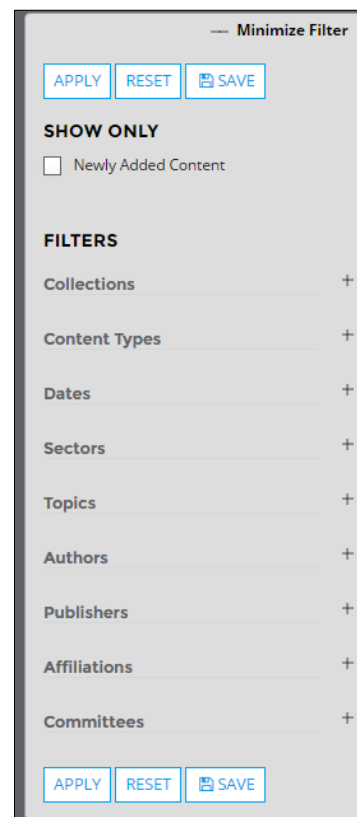 — Minimize Filter
APPLY RESET SAVE
SHOW ONLY
Newly Added Content
FILTERS
Collections +
Content Types +
Dates +
Sectors +
Topics +
Authors +
Publishers +
Affiliations +
Committees +
APPLY RESET SAVE